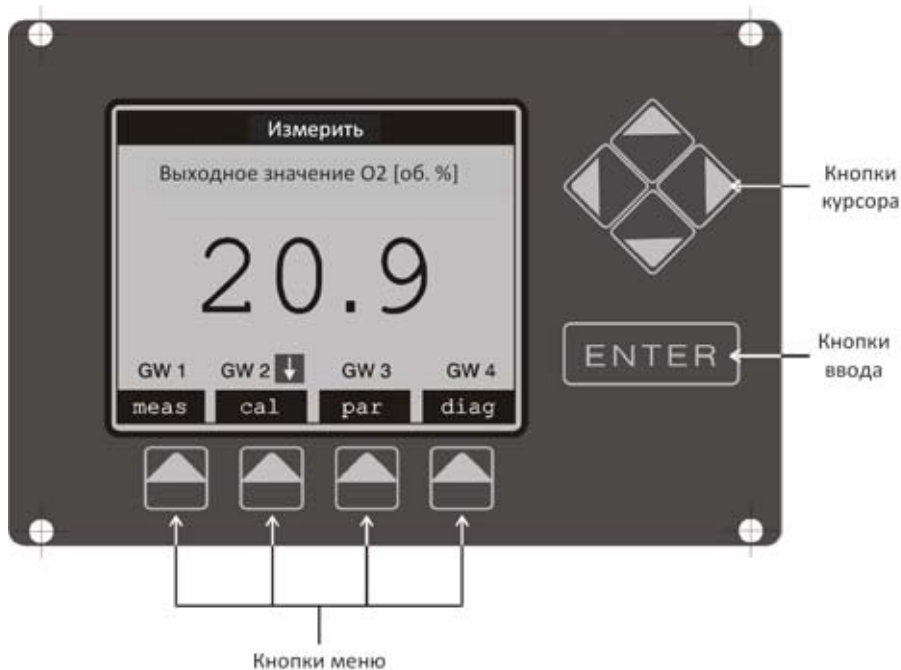 Измерить
Выходное значение О2 [об. %]
20.9
GW 1 GW 2 ↓ GW 3 GW 4
meas cal par diag
Кнопки
курсора
ENTER
Кнопки
ввода
Кнопки меню